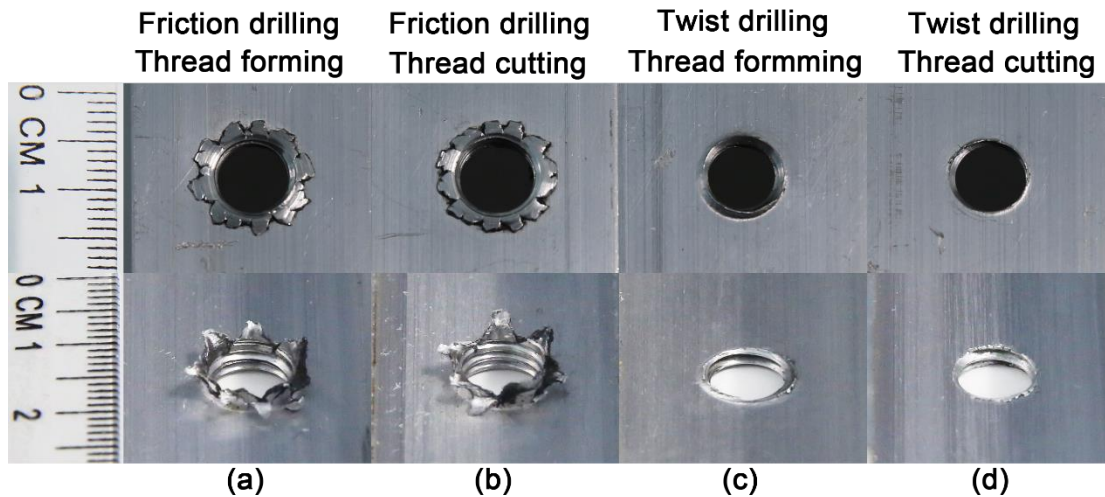 Friction drilling
Thread forming
Friction drilling
Thread cutting
Twist drilling
Thread formming
Twist drilling
Thread cutting
0 CM 1
0 CM 1 2
(a)
(b)
(c)
(d)